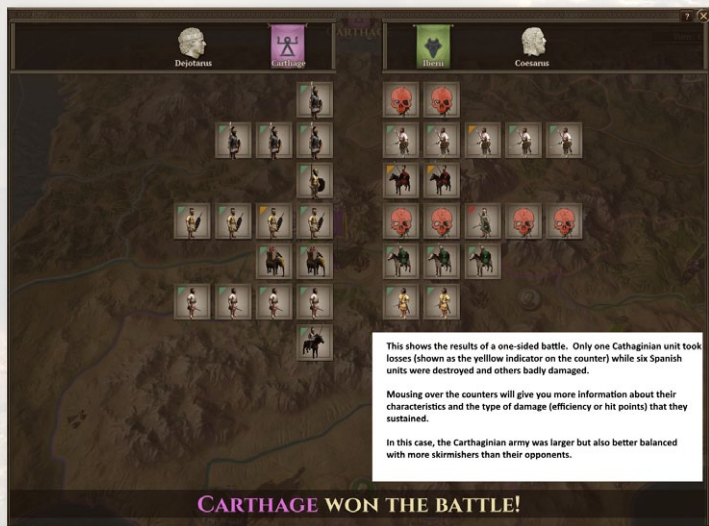 ? X
CARTHAG
Dejotarus
Carthage
Iberii
Coesarus
This shows the results of a one-sided battle. Only one Cathaginian unit took
losses (shown as the yelllow indicator on the counter) while six Spanish
units were destroyed and others badly damaged.
Mousing over the counters will give you more information about their
characteristics and the type of damage (efficiency or hit points) that they
sustained.
In this case, the Carthaginian army was larger but also better balanced
with more skirmishers than their opponents.
CARTHAGE WON THE BATTLE!